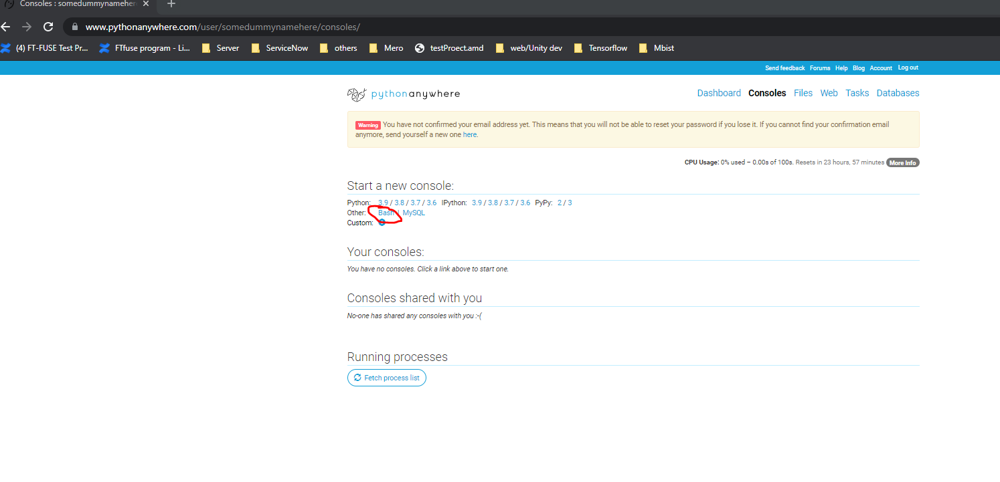 Consoles : somedummynameher
www.pythonanywhere.com/user/somedummynamehere/consoles/
(4) FT-FUSE Test Pr... FTfuse program - Li... Server ServiceNow others Mero testProect.amd web/Unity dev Tensorflow Mbist
Send feedback Forums Help Blog Account Log out
pythonanywhere
Dashboard Consoles Files Web Tasks Databases
Warning You have not confirmed your email address yet. This means that you will not be able to reset your password if you lose it. If you cannot find your confirmation email
anymore, send yourself a new one here.
CPU Usage: 0% used – 0.00s of 100s. Resets in 23 hours, 57 minutes More Info
Start a new console:
Python: 3.9 / 3.8 / 3.7 / 3.6 IPython: 3.9 / 3.8 / 3.7 / 3.6 PyPy: 2 / 3
Other: Bash | MySQL
Custom:
Your consoles:
You have no consoles. Click a link above to start one.
Consoles shared with you
No-one has shared any consoles with you :-(
Running processes
Fetch process list